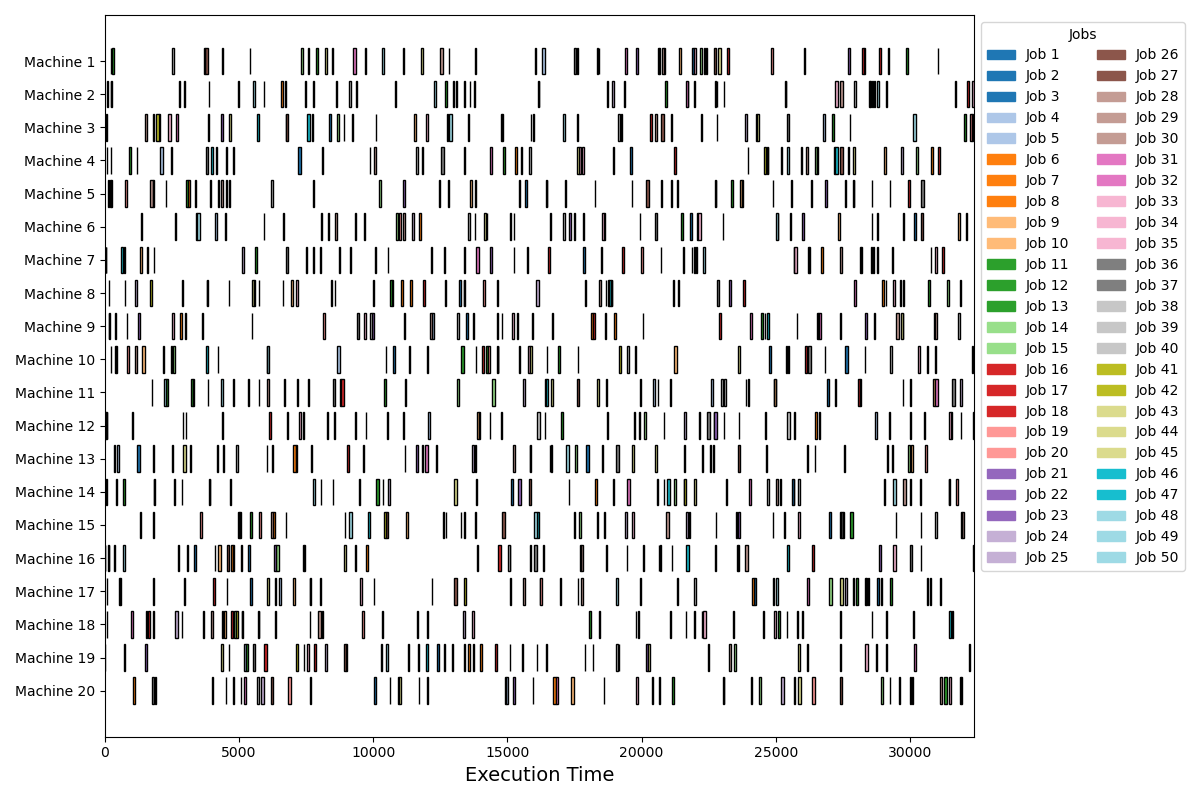 Machine 1
Machine 2
Machine 3
Machine 4
Machine 5
Machine 6
Machine 7
Machine 8
Machine 9
Machine 10
Machine 11
Machine 12
Machine 13
Machine 14
Machine 15
Machine 16
Machine 17
Machine 18
Machine 19
Machine 20
0 5000 10000 15000 20000 25000 30000
Execution Time
Jobs
Job 1
Job 2
Job 3
Job 4
Job 5
Job 6
Job 7
Job 8
Job 9
Job 10
Job 11
Job 12
Job 13
Job 14
Job 15
Job 16
Job 17
Job 18
Job 19
Job 20
Job 21
Job 22
Job 23
Job 24
Job 25
Job 26
Job 27
Job 28
Job 29
Job 30
Job 31
Job 32
Job 33
Job 34
Job 35
Job 36
Job 37
Job 38
Job 39
Job 40
Job 41
Job 42
Job 43
Job 44
Job 45
Job 46
Job 47
Job 48
Job 49
Job 50